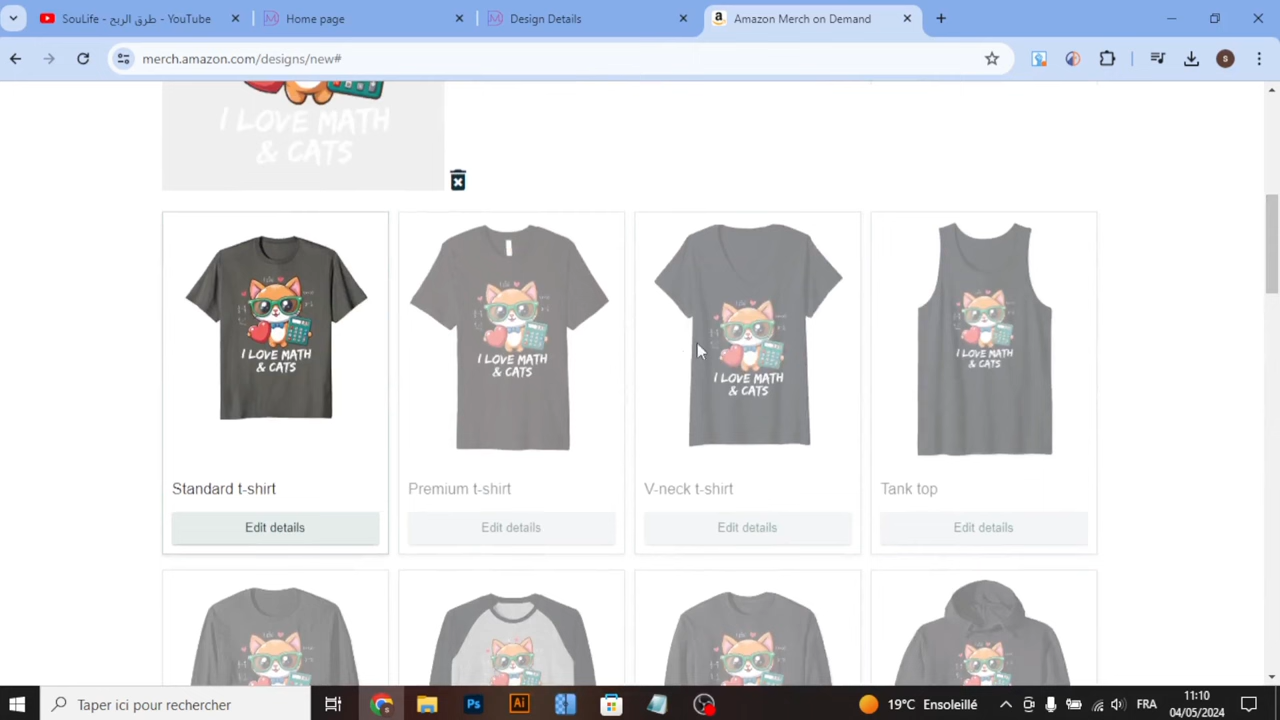 SouLife - طرق الربح - YouTube
Home page
Design Details
Amazon Merch on Demand
merch.amazon.com/designs/new#
I LOVE MATH
& CATS
I LOVE MATH
& CATS
I LOVE MATH
& CATS
I LOVE MATH
& CATS
I LOVE MATH
& CATS
Standard t-shirt
Premium t-shirt
V-neck t-shirt
Tank top
Edit details
Edit details
Edit details
Edit details
Taper ici pour rechercher
19°C Ensoleillé
FRA
11:10
04/05/2024